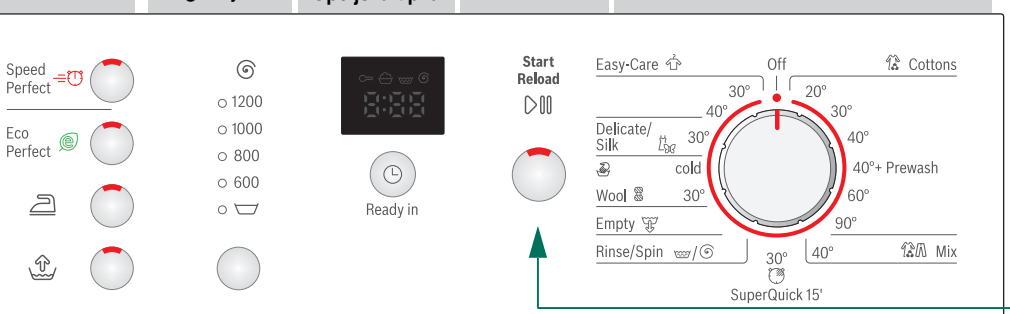 Speed
Perfect
Eco
Perfect
1200
1000
800
600
8:88
Ready in
Start
Reload
Easy-Care
Off
Cottons
30°
20°
40°
30°
Delicate/
Silk
30°
40°
cold
40°+ Prewash
Wool
30°
60°
Empty
90°
Rinse/Spin
/
30°
40°
Mix
SuperQuick 15'